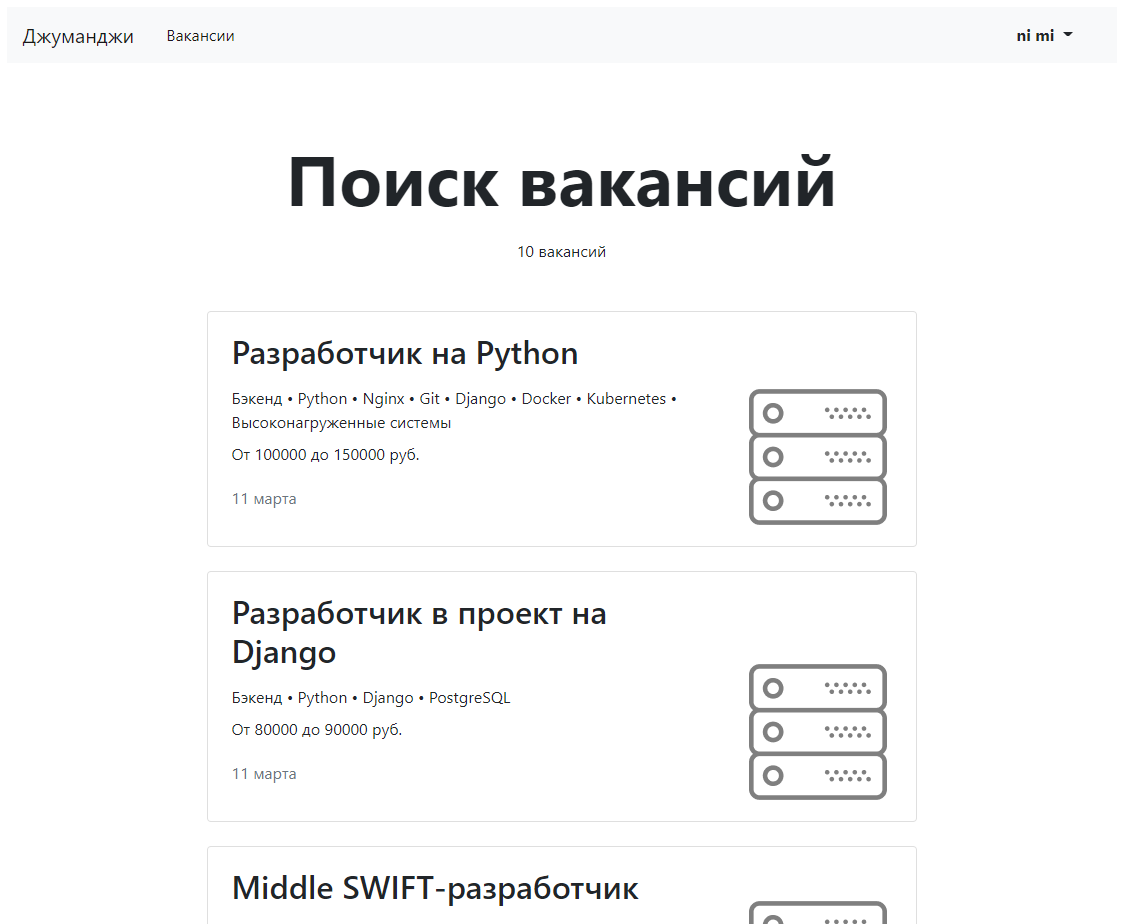 Джуманджи Вакансии ni mi
Поиск вакансий
10 вакансий
Разработчик на Python
Бэкенд • Python • Nginx • Git • Django • Docker • Kubernetes •
Высоконагруженные системы
От 100000 до 150000 руб.
11 марта
Разработчик в проект на
Django
Бэкенд • Python • Django • PostgreSQL
От 80000 до 90000 руб.
11 марта
Middle SWIFT-разработчик